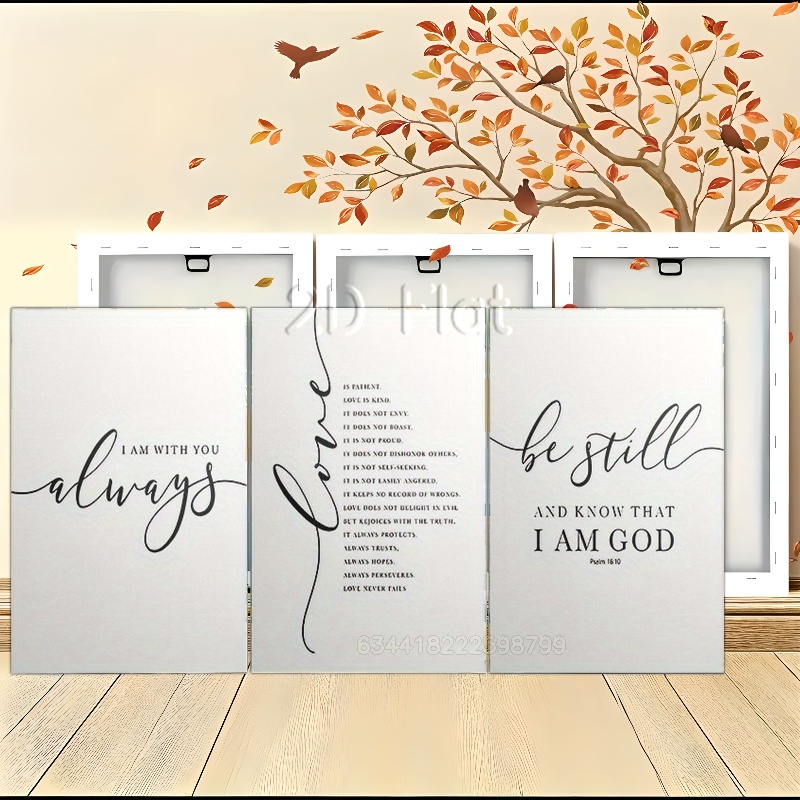 2D Flat
I AM WITH YOU
always
love
IS PATIENT,
LOVE IS KIND.
IT DOES NOT ENVY,
IT DOES NOT BOAST,
IT IS NOT PROUD.
IT DOES NOT DISHONOR OTHERS,
IT IS NOT SELF-SEEKING,
IT IS NOT EASILY ANGERED,
IT KEEPS NO RECORD OF WRONGS.
LOVE DOES NOT DELIGHT IN EVIL
BUT REJOICES WITH THE TRUTH.
IT ALWAYS PROTECTS,
ALWAYS TRUSTS,
ALWAYS HOPES,
ALWAYS PERSEVERES.
LOVE NEVER FAILS
be still
AND KNOW THAT
I AM GOD
Psalm 16:10